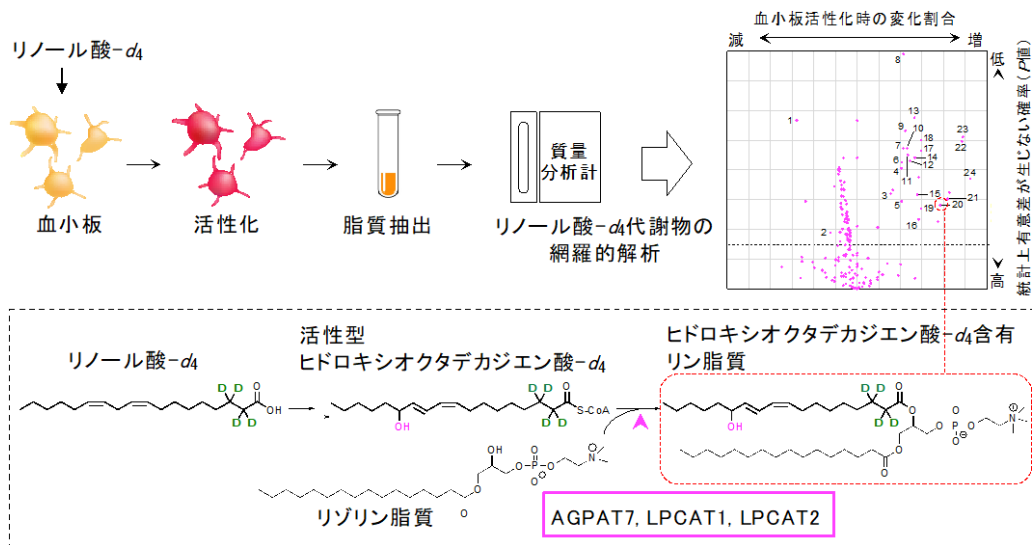 血小板活性化時の変化割合
減
増
リノール酸-d4
血小板
活性化
脂質抽出
質量
分析計
リノール酸-d4代謝物の
網羅的解析
低
高
統計上有意差が生じない確率(P値)
8
1
13
9
10
18
23
7
17
22
6
14
4
12
11
24
3
15
21
5
19
20
16
2
リノール酸-d4
活性型
ヒドロキシオクタデカジエン酸-d4
ヒドロキシオクタデカジエン酸-d4含有
リン脂質
D D
O
OH
D D
D D
O
S-CoA
OH
D D
D D
O
O
OH
D D
O
P
O
O
N
O
O
OH
O
P
O
O
N
O
O
リゾリン脂質
AGPAT7, LPCAT1, LPCAT2